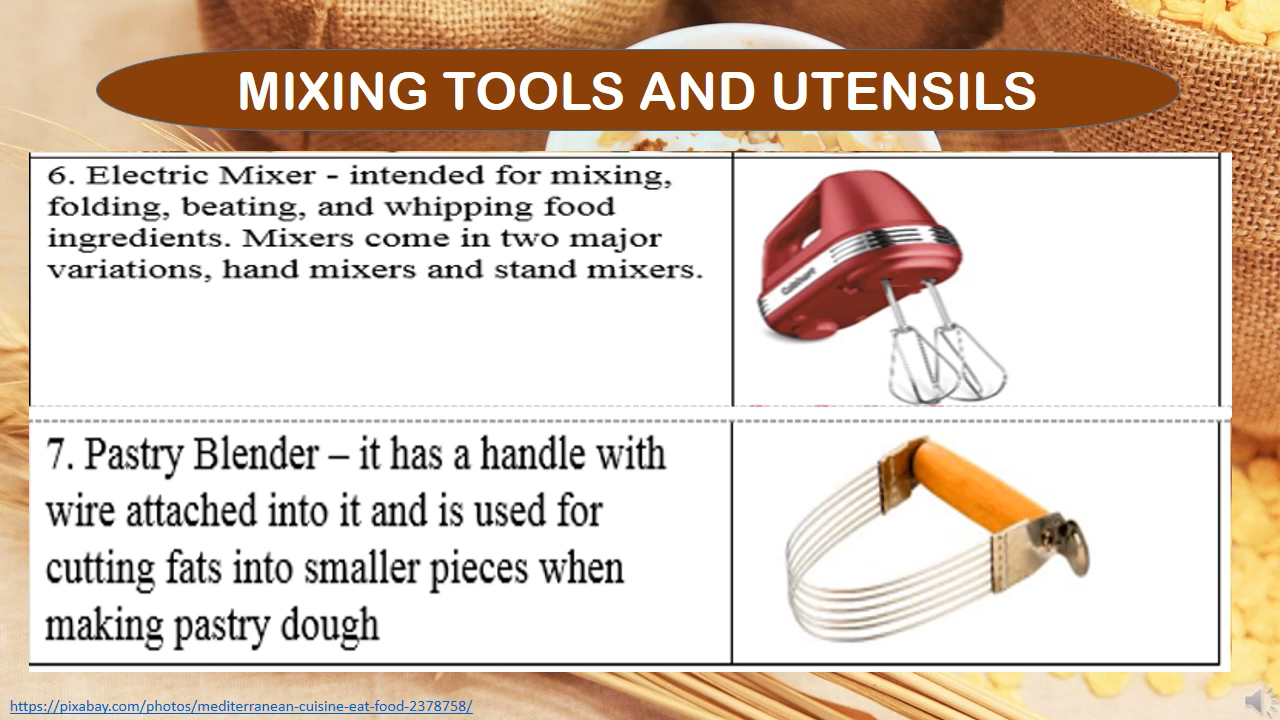 MIXING TOOLS AND UTENSILS
6. Electric Mixer - intended for mixing,
folding, beating, and whipping food
ingredients. Mixers come in two major
variations, hand mixers and stand mixers.
7. Pastry Blender – it has a handle with
wire attached into it and is used for
cutting fats into smaller pieces when
making pastry dough
https://pixabay.com/photos/mediterranean-cuisine-eat-food-2378758/